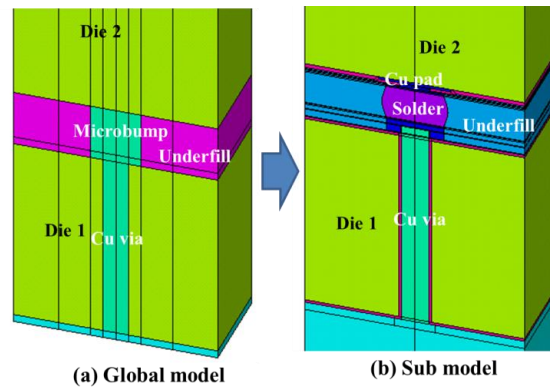 Die 2
Microbump
Underfill
Die 1
Cu via
(a) Global model
Die 2
Cu pad
Solder
Underfill
Die 1
Cu via
(b) Sub model